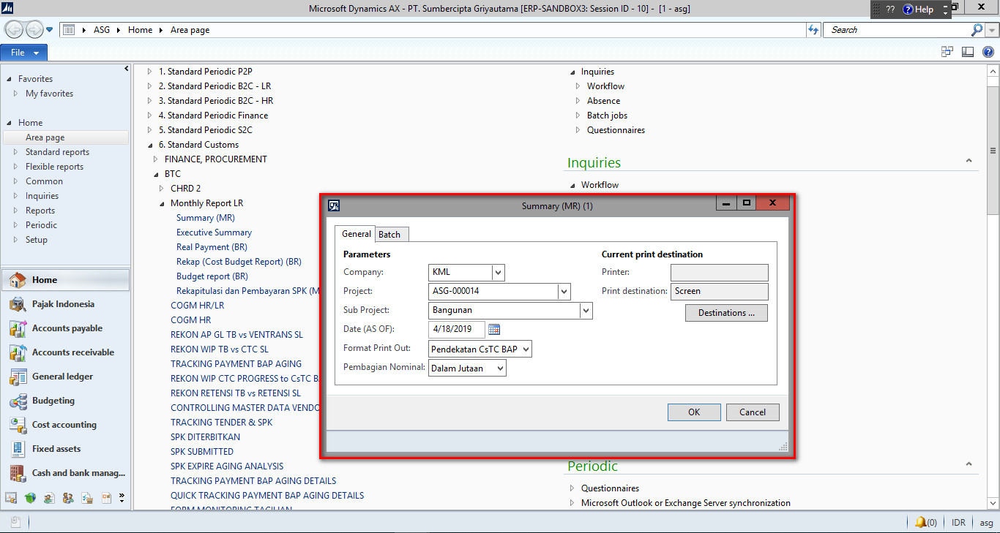 Microsoft Dynamics AX - PT. Sumbercipta Griyautama [ERP-SANDBOX3: Session ID - 10] - [1 - asg]
?? Help
ASG Home Area page
Search
File
Favorites
My favorites
Home
Area page
Standard reports
Flexible reports
Common
Inquiries
Reports
Periodic
Setup
Home
Pajak Indonesia
Accounts payable
Accounts receivable
General ledger
Budgeting
Cost accounting
Fixed assets
Cash and bank manag...
1. Standard Periodic P2P
2. Standard Periodic B2C - LR
3. Standard Periodic B2C - HR
4. Standard Periodic Finance
5. Standard Periodic S2C
6. Standard Customs
FINANCE, PROCUREMENT
BTC
CHRD 2
Monthly Report LR
Summary (MR)
Executive Summary
Real Payment (BR)
Rekap (Cost Budget Report) (BR)
Budget report (BR)
Rekapitulasi dan Pembayaran SPK (M
COGM HR/LR
COGM HR
REKON AP GL TB vs VENTRANS SL
REKON WIP TB vs CTC SL
TRACKING PAYMENT BAP AGING
REKON WIP CTC PROGRESS to CsTC BA
REKON RETENSI TB vs RETENSI SL
CONTROLLING MASTER DATA VENDO
TRACKING TENDER & SPK
SPK DITERBITKAN
SPK SUBMITTED
SPK EXPIRE AGING ANALYSIS
TRACKING PAYMENT BAP AGING DETAILS
QUICK TRACKING PAYMENT BAP AGING DETAILS
FORM MONITORING TAGIHAN
Inquiries
Workflow
Absence
Batch jobs
Questionnaires
Inquiries
Workflow
Summary (MR) (1)
General Batch
Parameters
Company: KML
Project: ASG-000014
Sub Project: Bangunan
Date (AS OF): 4/18/2019
Format Print Out: Pendekatan CsTC BAP
Pembagian Nominal: Dalam Jutaan
Current print destination
Printer:
Print destination: Screen
Destinations ...
OK Cancel
Periodic
Questionnaires
Microsoft Outlook or Exchange Server synchronization
(0) IDR asg